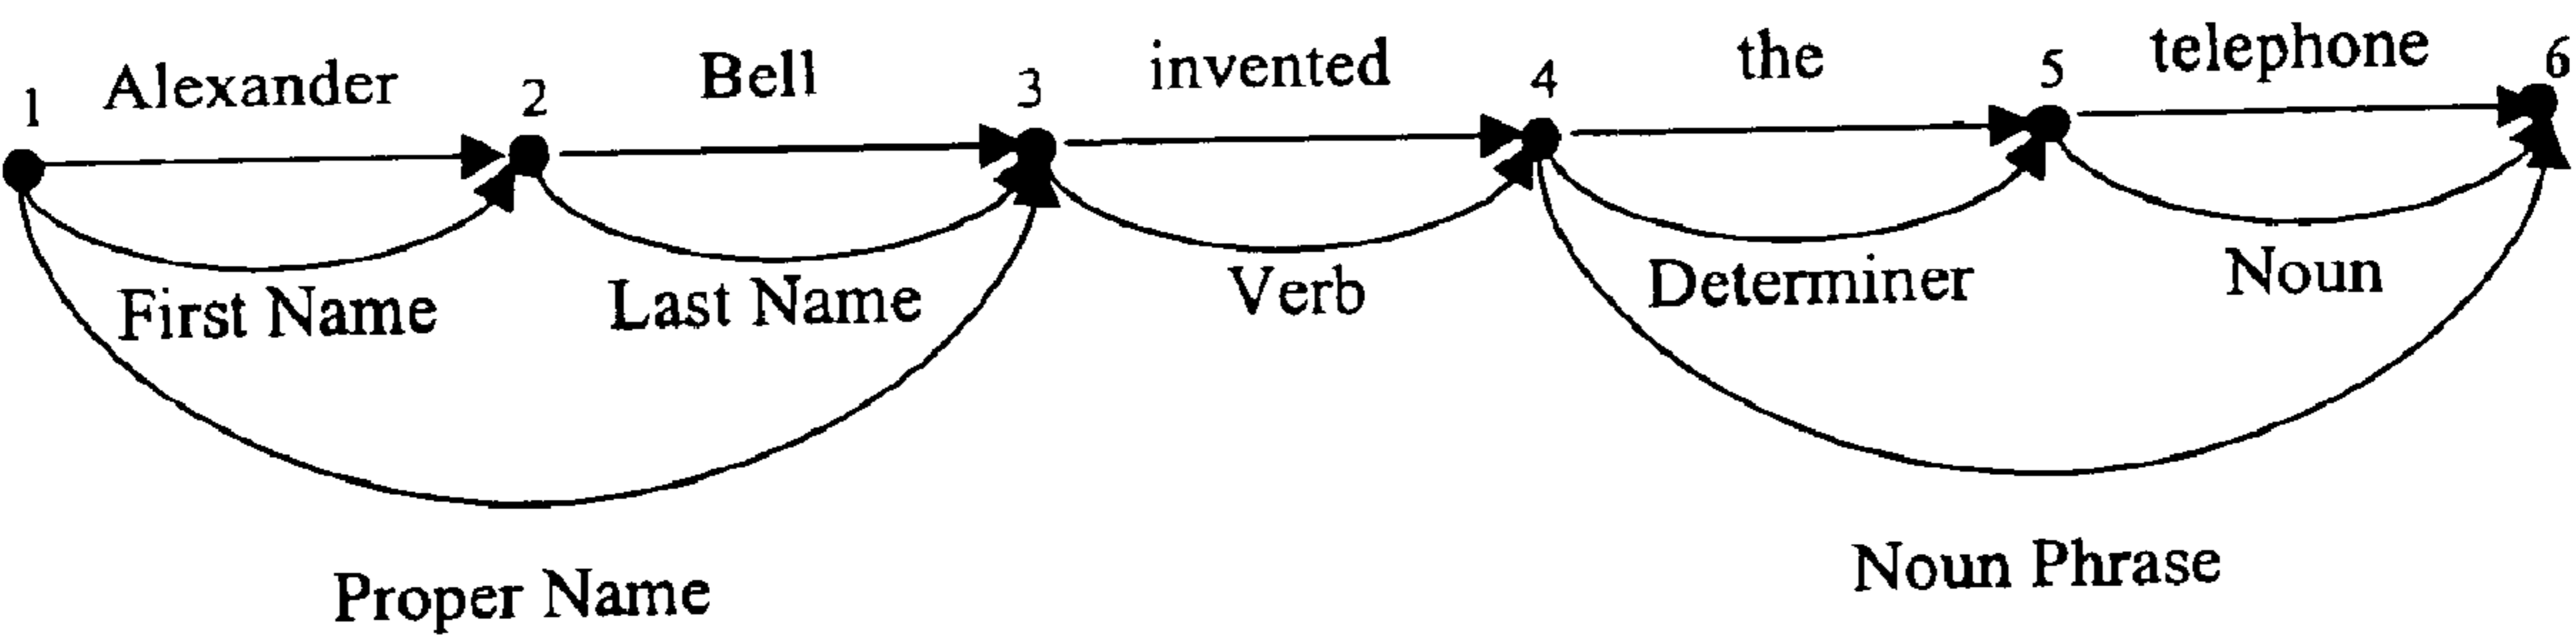 1 Alexander 2 Bell 3 invented 4 the 5 telephone 6
First Name Last Name Verb Determiner Noun
Proper Name Noun Phrase